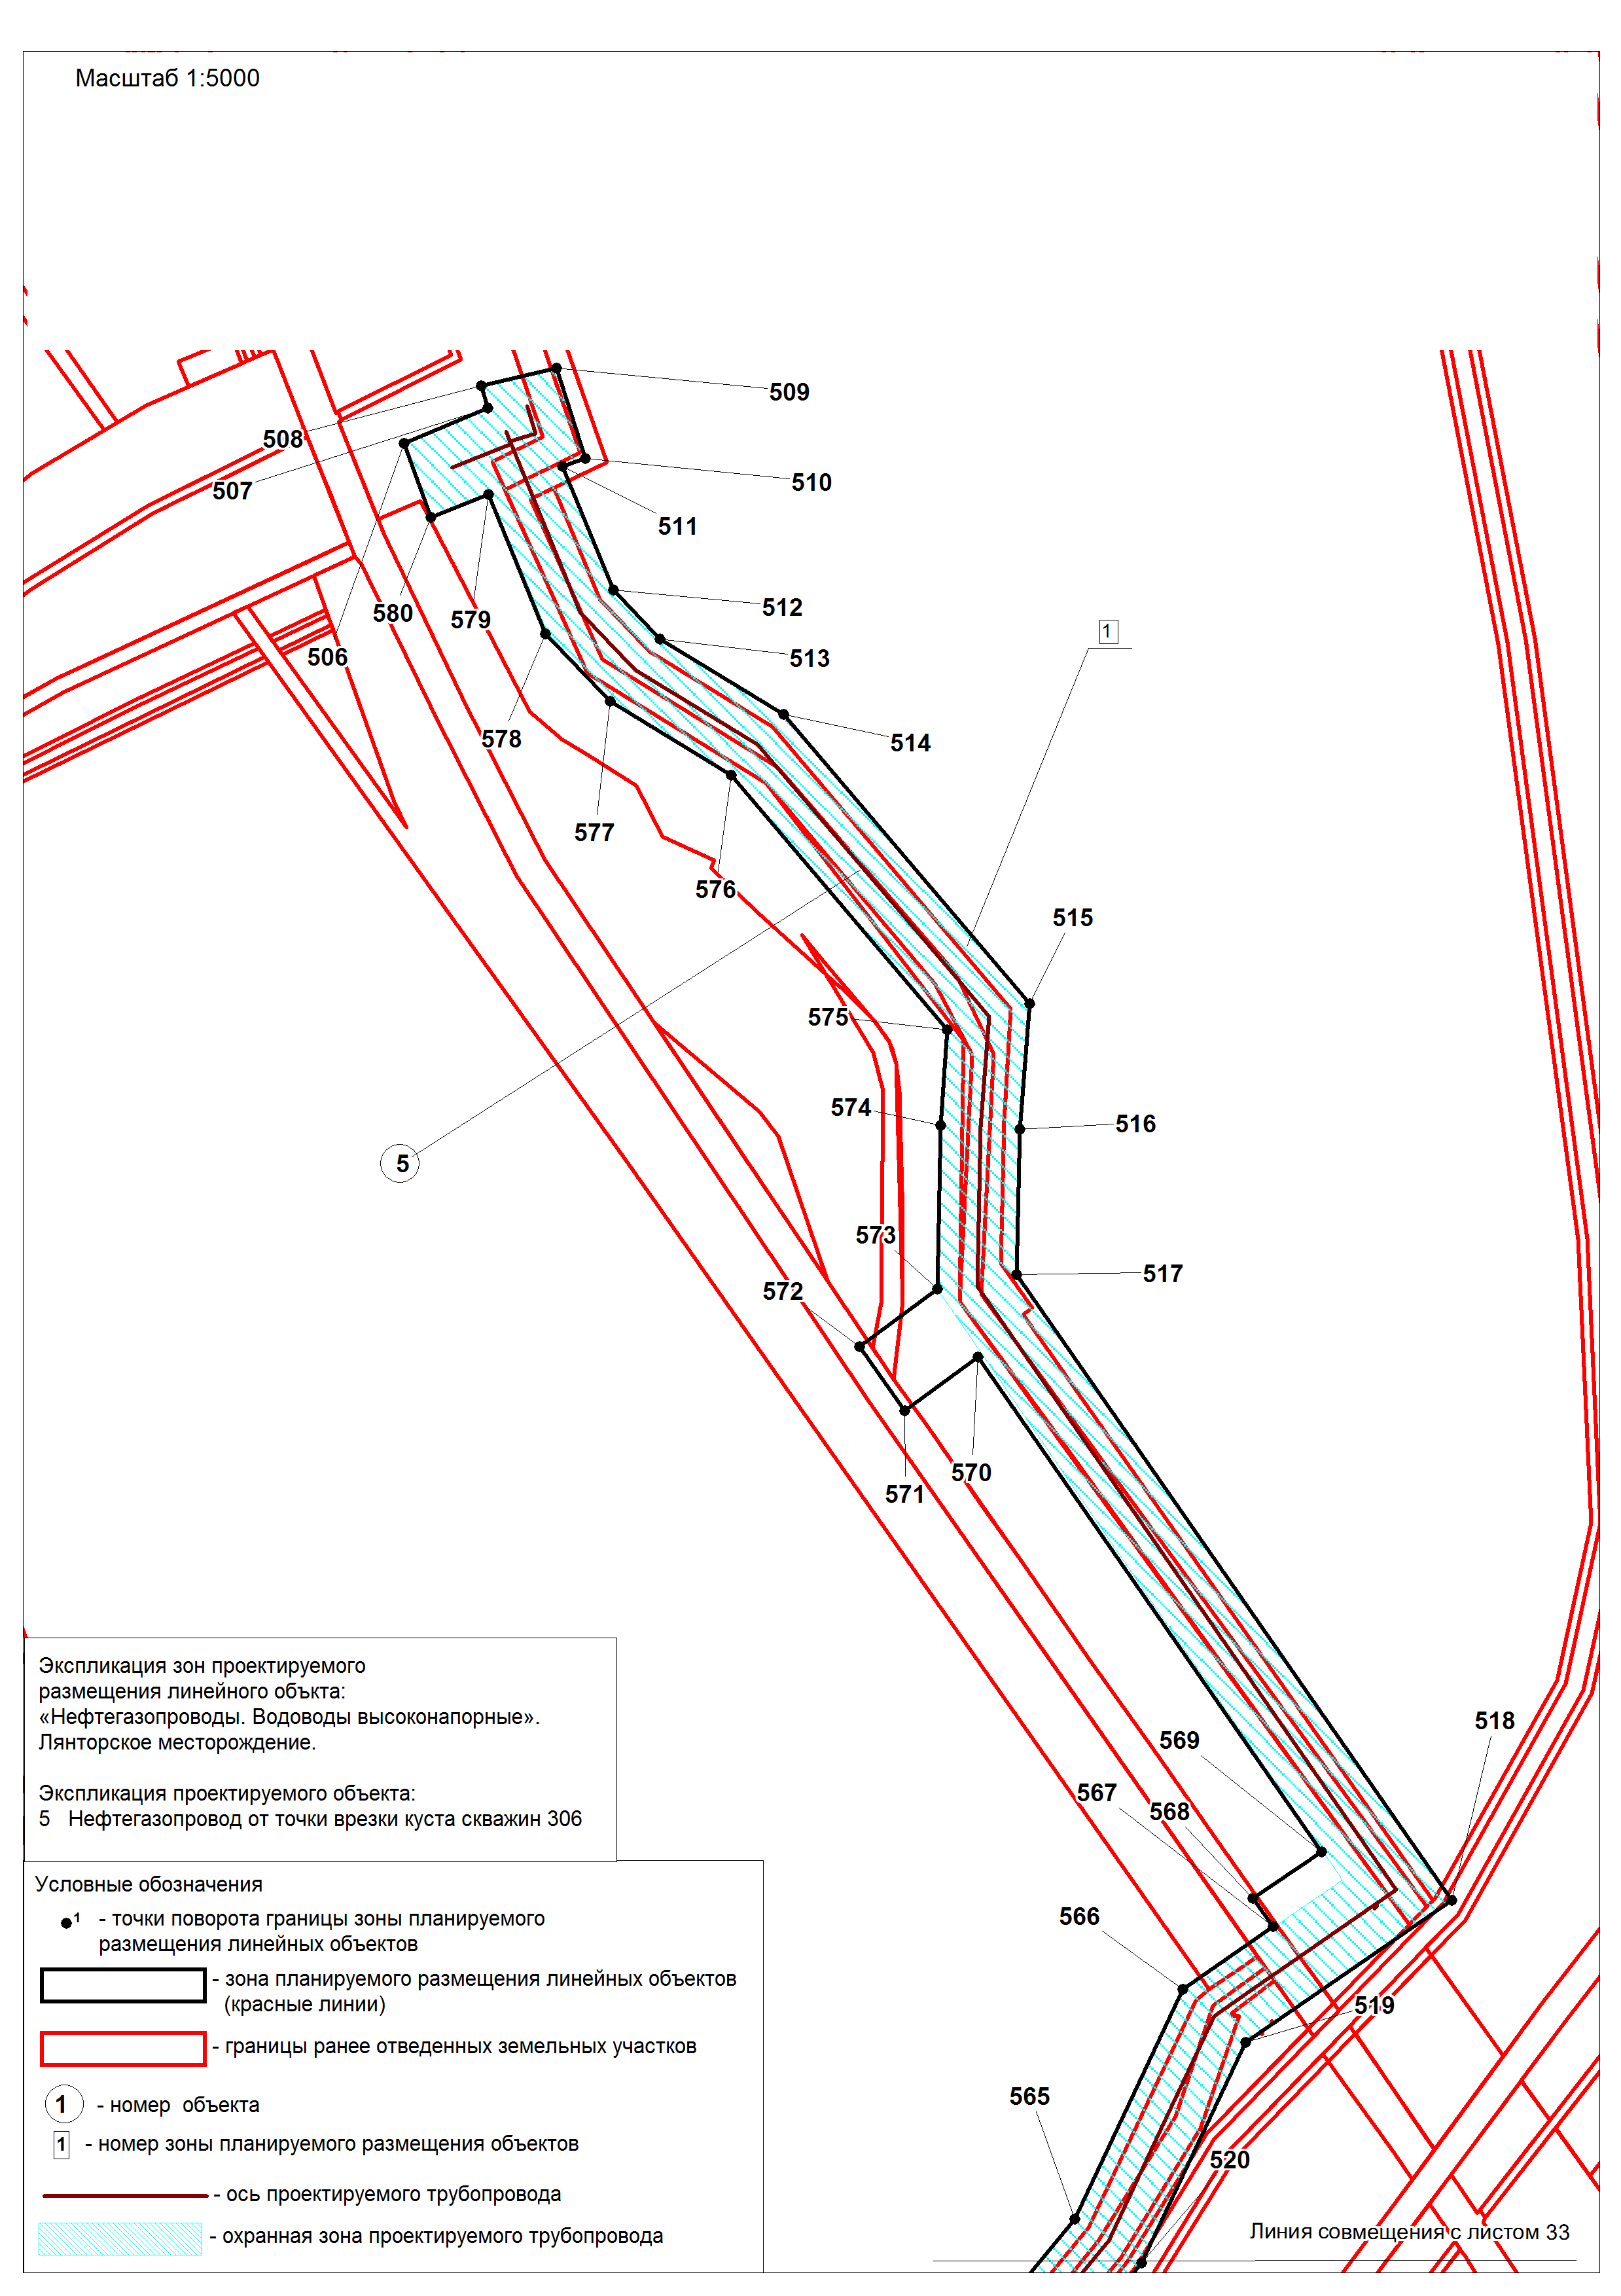 Масштаб 1:5000
509
508
510
507
511
512
580
579
1
506
513
578
514
577
576
515
575
574
516
5
573
517
572
570
571
518
569
567
568
566
519
565
520
Экспликация зон проектируемого
размещения линейного объкта:
«Нефтегазопроводы. Водоводы высоконапорные».
Лянторское месторождение.
Экспликация проектируемого объекта:
5 Нефтегазопровод от точки врезки куста скважин 306
Условные обозначения
1 - точки поворота границы зоны планируемого
размещения линейных объектов
- зона планируемого размещения линейных объектов
(красные линии)
- границы ранее отведенных земельных участков
1 - номер объекта
1 - номер зоны планируемого размещения объектов
- ось проектируемого трубопровода
- охранная зона проектируемого трубопровода
Линия совмещения с листом 33